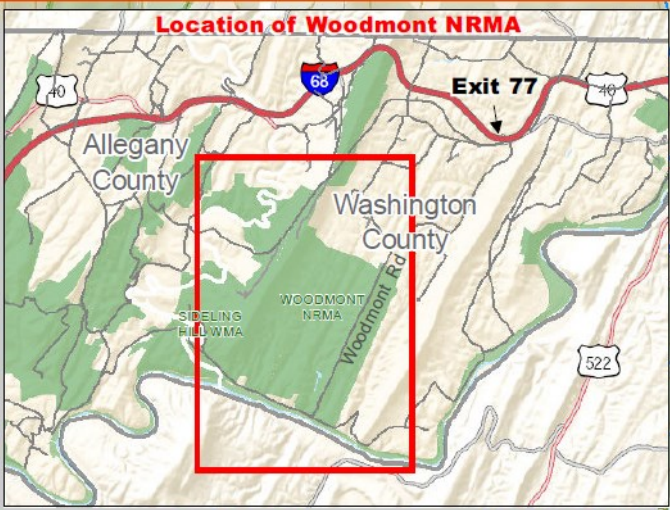 Location of Woodmont NRMA
68
40
Exit 77
40
Allegany
County
Washington
County
WOODMONT
NRMA
SIDELING
HILL WMA
Woodmont Rd
522